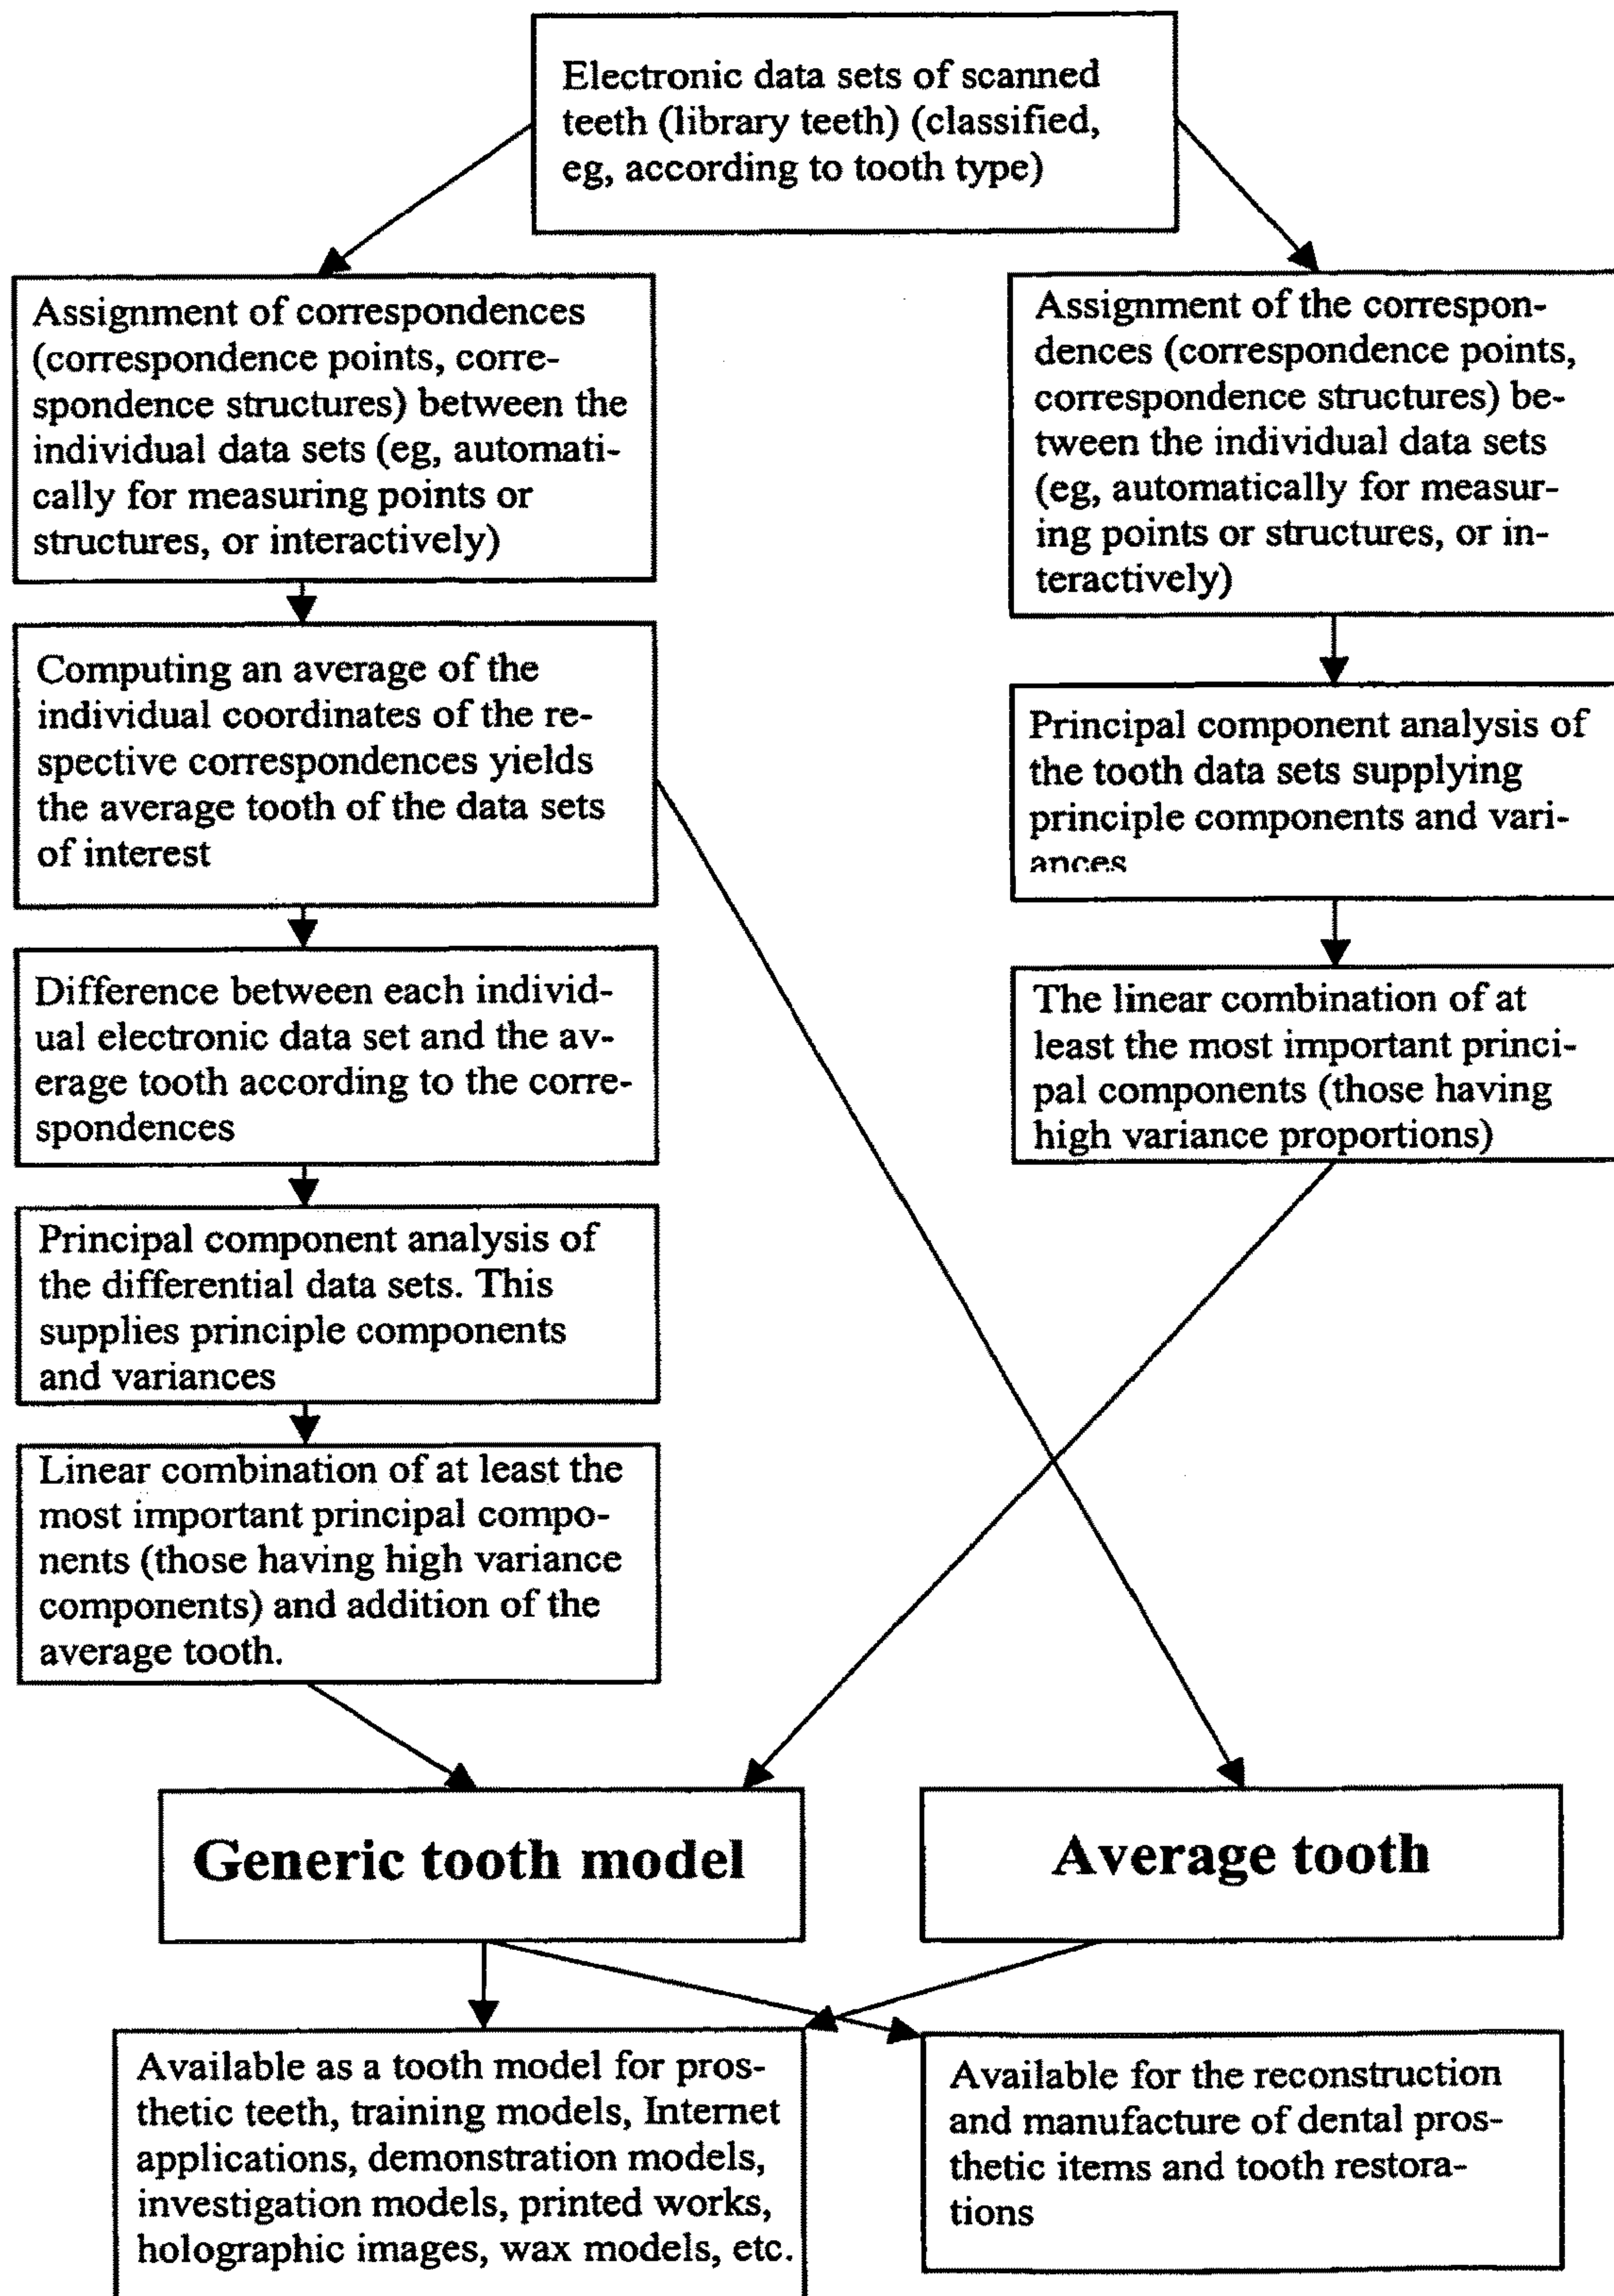 Electronic data sets of scanned
teeth (library teeth) (classified,
eg, according to tooth type)
Assignment of correspondences
(correspondence points, corre-
spondence structures) between the
individual data sets (eg, automati-
cally for measuring points or
structures, or interactively)
Assignment of the correspon-
dences (correspondence points,
correspondence structures) be-
tween the individual data sets
(eg, automatically for measur-
ing points or structures, or in-
teractively)
Computing an average of the
individual coordinates of the re-
spective correspondences yields
the average tooth of the data sets
of interest
Principal component analysis of
the tooth data sets supplying
principle components and vari-
ances
Difference between each individ-
ual electronic data set and the av-
erage tooth according to the corre-
spondences
The linear combination of at
least the most important princi-
pal components (those having
high variance proportions)
Principal component analysis of
the differential data sets. This
supplies principle components
and variances
Linear combination of at least the
most important principal compo-
nents (those having high variance
components) and addition of the
average tooth.
Generic tooth model
Average tooth
Available as a tooth model for pros-
thetic teeth, training models, Internet
applications, demonstration models,
investigation models, printed works,
holographic images, wax models, etc.
Available for the reconstruction
and manufacture of dental pros-
thetic items and tooth restora-
tions